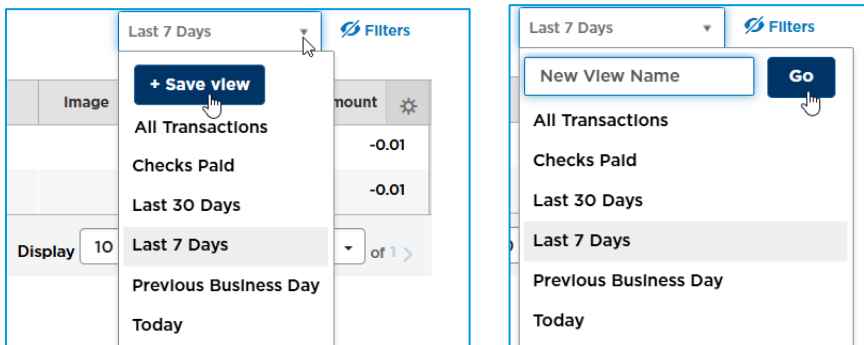 Last 7 Days Filters
+ Save view
Image mount
All Transactions
-0.01
Checks Paid
-0.01
Last 30 Days
Display 10 Last 7 Days of 1
Previous Business Day
Today
Last 7 Days Filters
New View Name Go
All Transactions
Checks Paid
Last 30 Days
Last 7 Days
Previous Business Day
Today